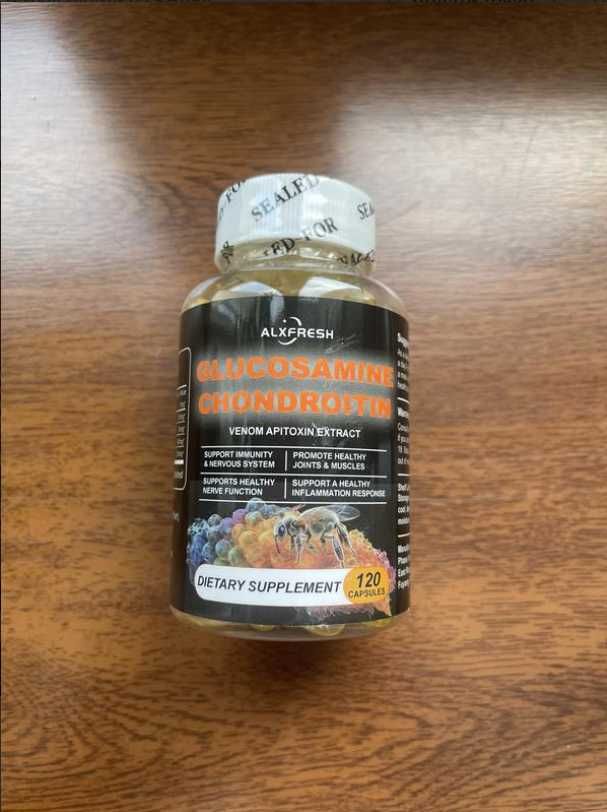 SEALED
SEALED FOR
ALXFRESH
GLUCOSAMINE
CHONDROITIN
VENOM APITOXIN EXTRACT
SUPPORT IMMUNITY
& NERVOUS SYSTEM
PROMOTE HEALTHY
JOINTS & MUSCLES
SUPPORTS HEALTHY
NERVE FUNCTION
SUPPORT A HEALTHY
INFLAMMATION RESPONSE
DIETARY SUPPLEMENT
120
CAPSULES